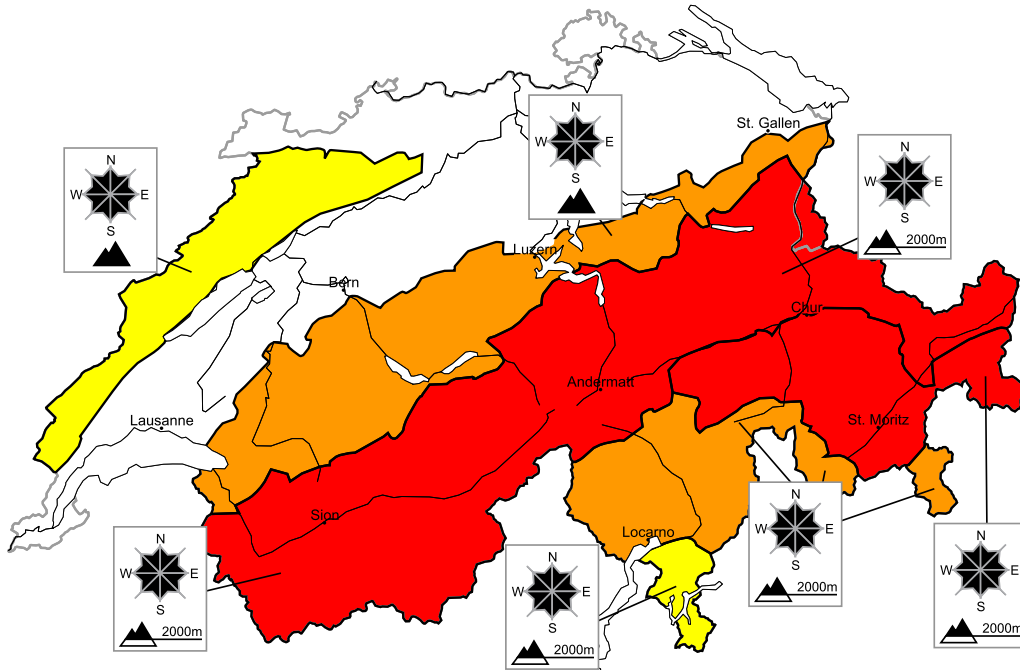 N
W E
S
N
W E
S
St. Gallen
N
W E
S
2000m
Luzern
Bern
Chur
Andermatt
Lausanne
St. Moritz
Sion
Locarno
N
W E
S
2000m
N
W E
S
2000m
N
W E
S
2000m
N
W E
S
2000m